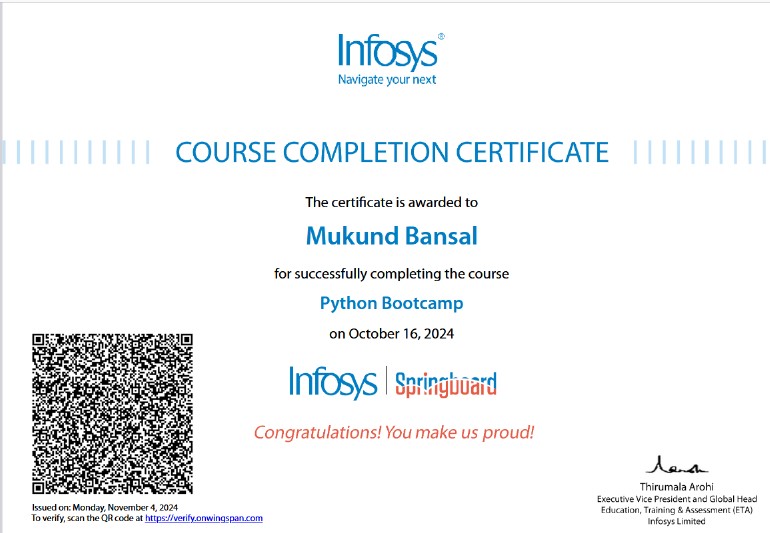 Infosys®
Navigate your next
COURSE COMPLETION CERTIFICATE
The certificate is awarded to
Mukund Bansal
for successfully completing the course
Python Bootcamp
on October 16, 2024
Infosys | Springboard
Congratulations! You make us proud!
Thirumala Arohi
Executive Vice President and Global Head
Education, Training & Assessment (ETA)
Infosys Limited
Issued on: Monday, November 4, 2024
To verify, scan the QR code at https://verify.onwingspan.com